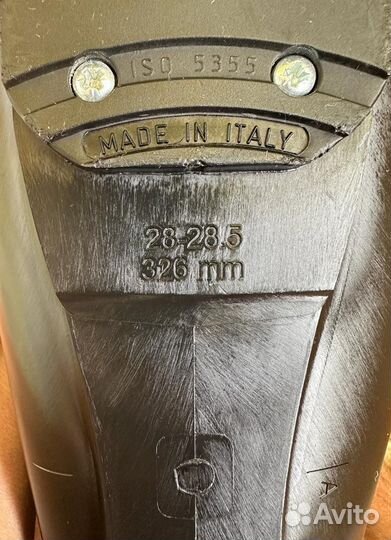 ISO 5355
MADE IN ITALY
28-28.5
326 mm
A
Avito